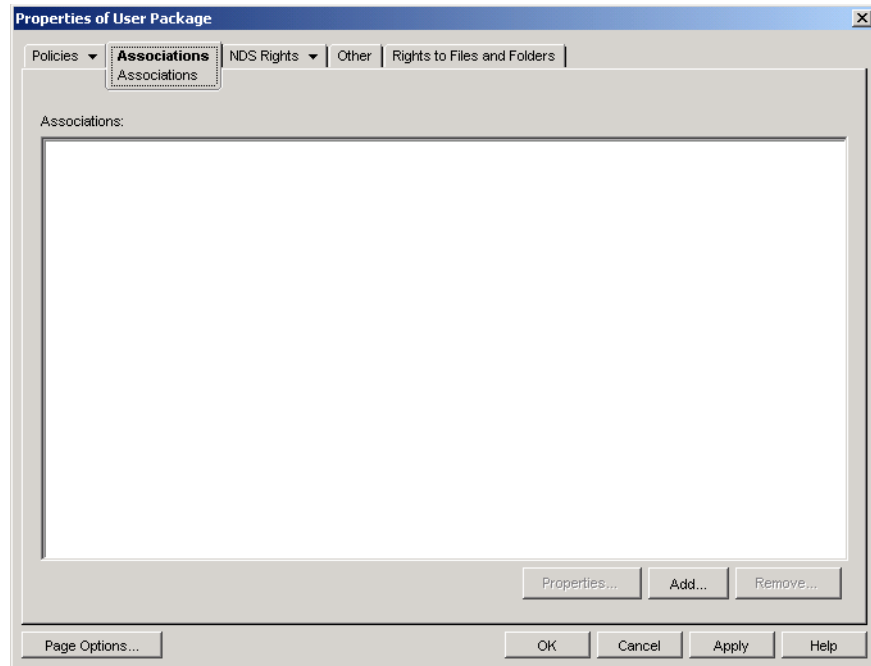 Properties of User Package
Policies Associations NDS Rights Other Rights to Files and Folders
Associations
Associations:
Properties... Add... Remove...
Page Options... OK Cancel Apply Help